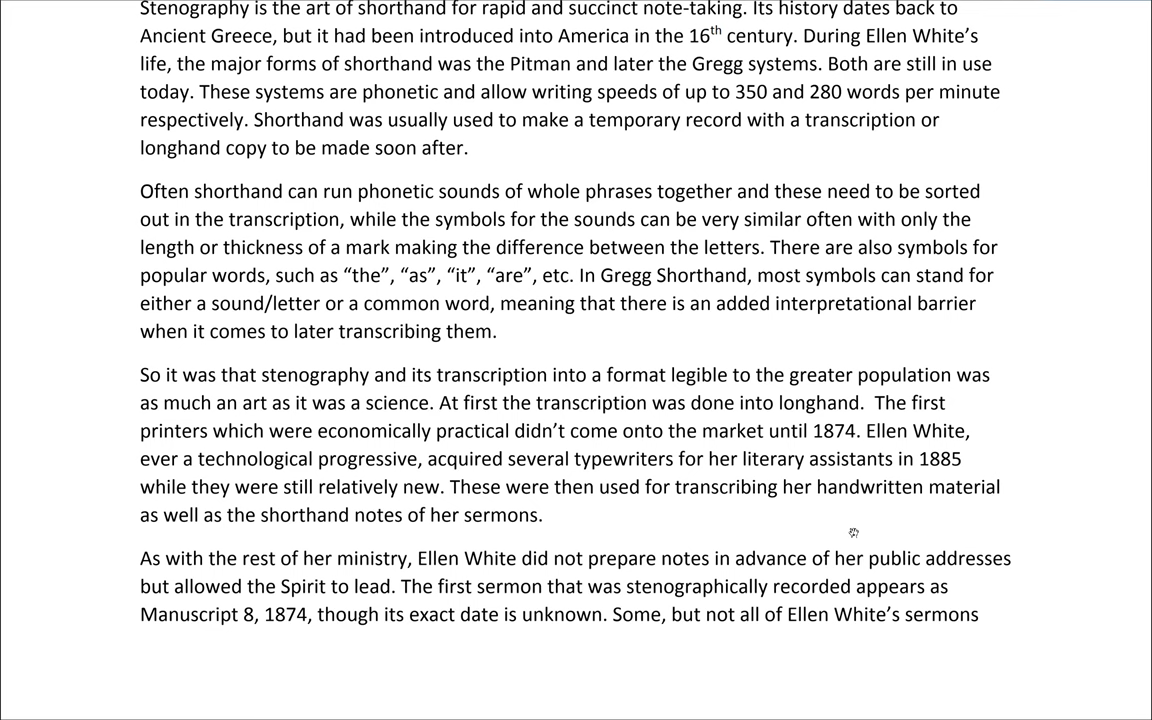 Stenography is the art of shorthand for rapid and succinct note-taking. Its history dates back to
Ancient Greece, but it had been introduced into America in the 16th century. During Ellen White’s
life, the major forms of shorthand was the Pitman and later the Gregg systems. Both are still in use
today. These systems are phonetic and allow writing speeds of up to 350 and 280 words per minute
respectively. Shorthand was usually used to make a temporary record with a transcription or
longhand copy to be made soon after.
Often shorthand can run phonetic sounds of whole phrases together and these need to be sorted
out in the transcription, while the symbols for the sounds can be very similar often with only the
length or thickness of a mark making the difference between the letters. There are also symbols for
popular words, such as “the”, “as”, “it”, “are”, etc. In Gregg Shorthand, most symbols can stand for
either a sound/letter or a common word, meaning that there is an added interpretational barrier
when it comes to later transcribing them.
So it was that stenography and its transcription into a format legible to the greater population was
as much an art as it was a science. At first the transcription was done into longhand.  The first
printers which were economically practical didn’t come onto the market until 1874. Ellen White,
ever a technological progressive, acquired several typewriters for her literary assistants in 1885
while they were still relatively new. These were then used for transcribing her handwritten material
as well as the shorthand notes of her sermons.
As with the rest of her ministry, Ellen White did not prepare notes in advance of her public addresses
but allowed the Spirit to lead. The first sermon that was stenographically recorded appears as
Manuscript 8, 1874, though its exact date is unknown. Some, but not all of Ellen White’s sermons